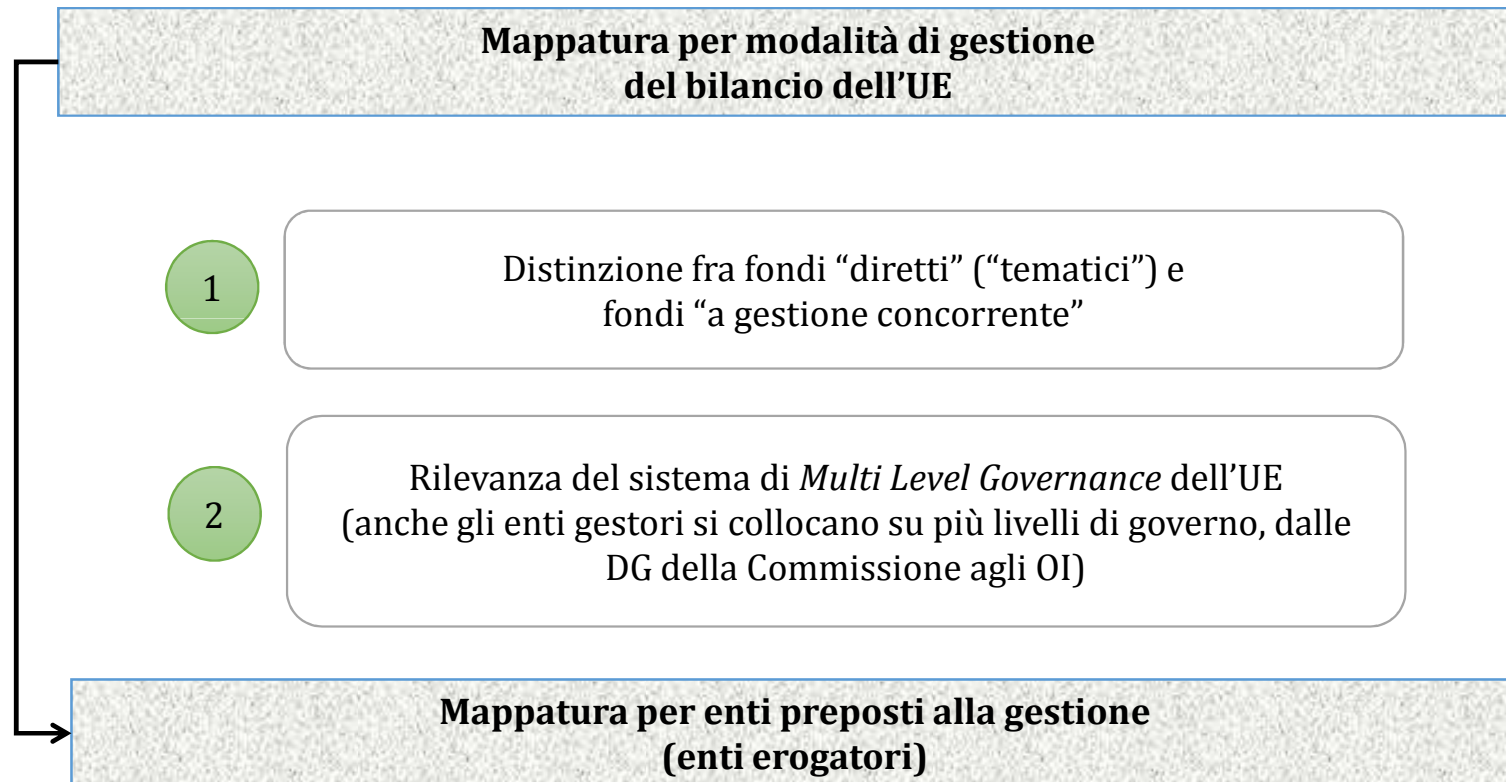 Mappatura per modalità di gestione
del bilancio dell’UE
1
Distinzione fra fondi “diretti” (“tematici”) e
fondi “a gestione concorrente”
2
Rilevanza del sistema di Multi Level Governance dell’UE
(anche gli enti gestori si collocano su più livelli di governo, dalle
DG della Commissione agli OI)
Mappatura per enti preposti alla gestione
(enti erogatori)